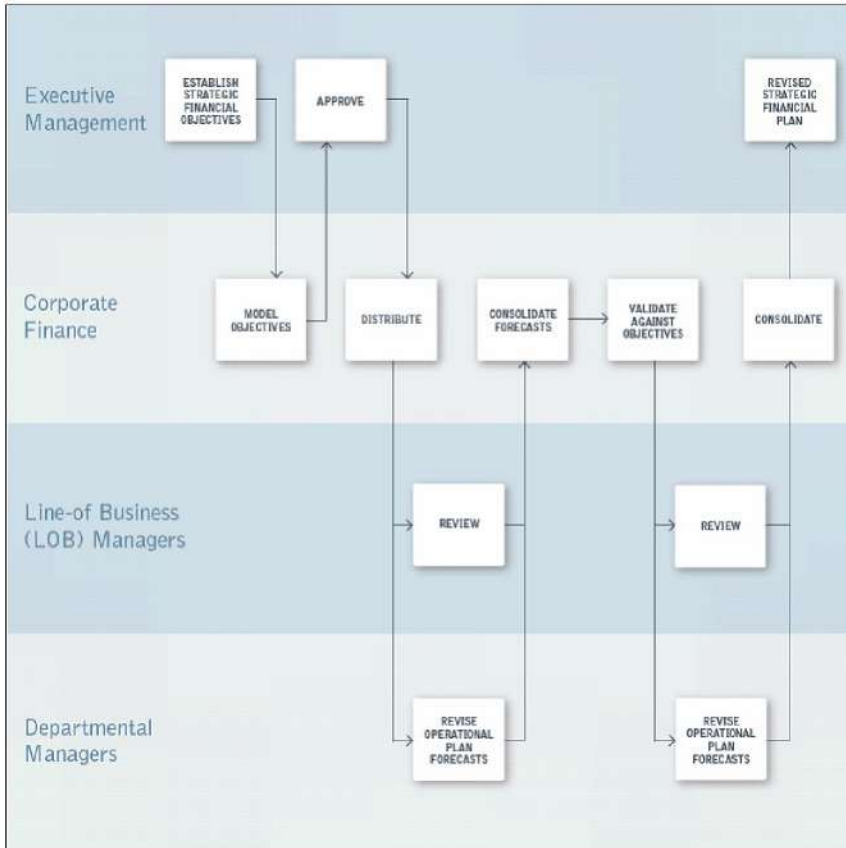 Executive
Management
ESTABLISH
STRATEGIC
FINANCIAL
OBJECTIVES
APPROVE
REVISED
STRATEGIC
FINANCIAL
PLAN
Corporate
Finance
MODEL
OBJECTIVES
DISTRIBUTE
CONSOLIDATE
FORECASTS
VALIDATE
AGAINST
OBJECTIVES
CONSOLIDATE
Line-of Business
(LOB) Managers
REVIEW
REVIEW
Departmental
Managers
REVISE
OPERATIONAL
PLAN
FORECASTS
REVISE
OPERATIONAL
PLAN
FORECASTS